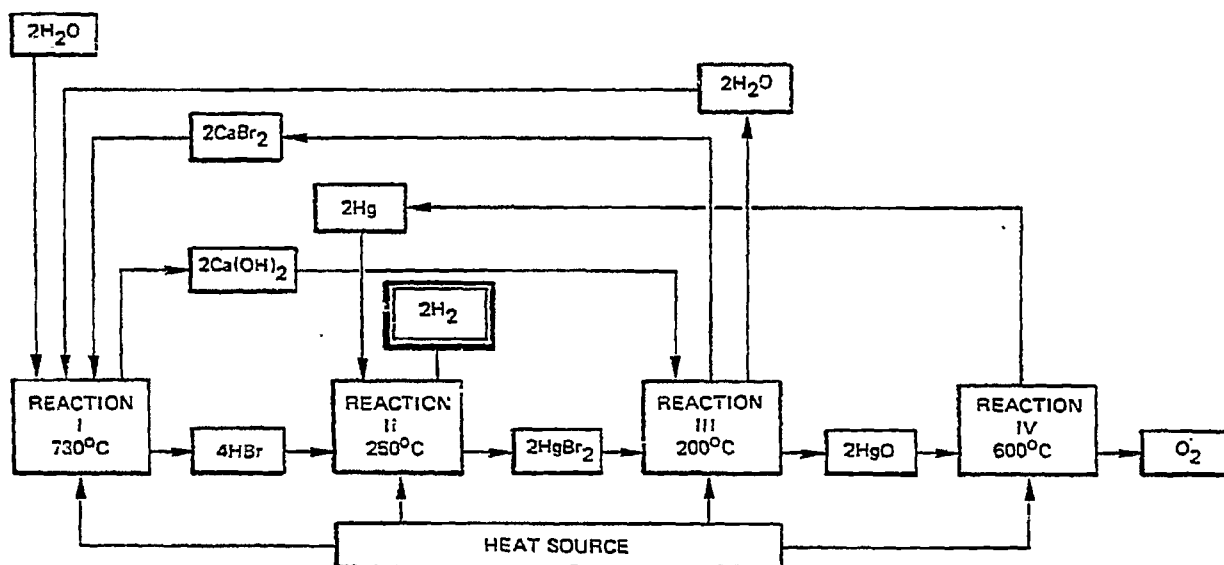 2H₂O
2H₂O
2CaBr₂
2Hg
2Ca(OH)₂
2H₂
REACTION
I
730°C
4HBr
REACTION
II
250°C
2HgBr₂
REACTION
III
200°C
2HgO
REACTION
IV
600°C
O₂
HEAT SOURCE